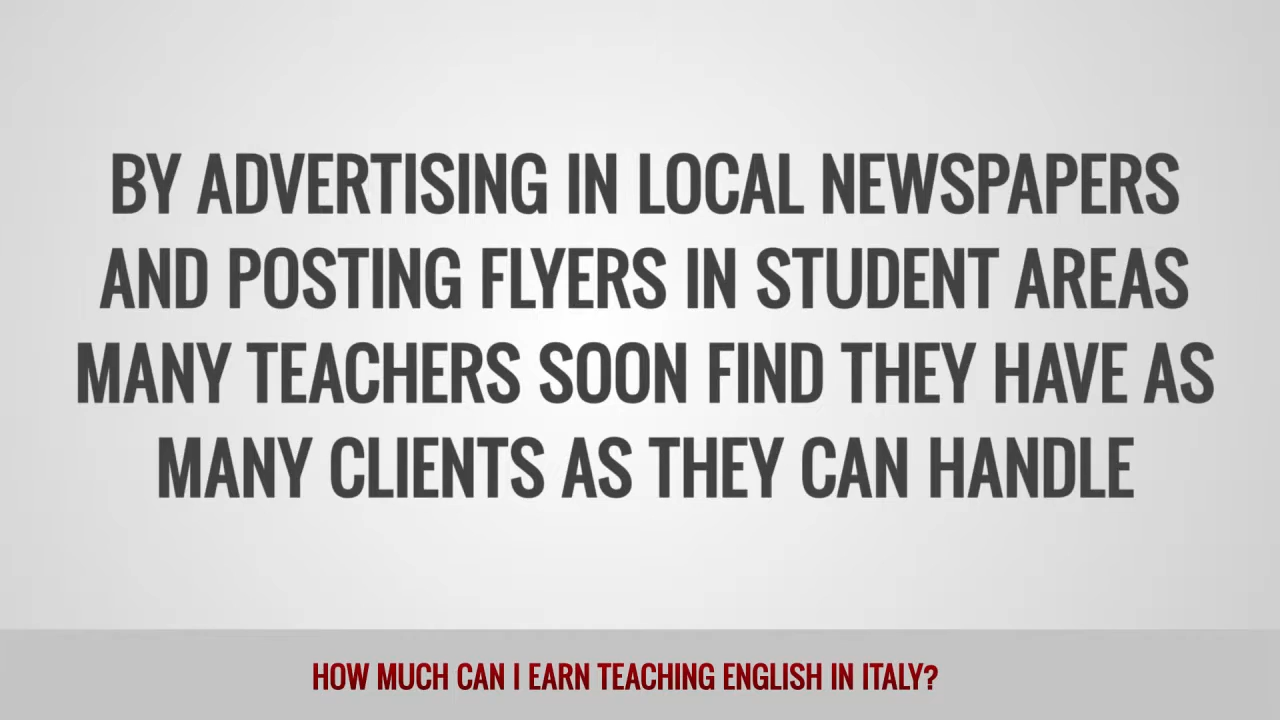 BY ADVERTISING IN LOCAL NEWSPAPERS
AND POSTING FLYERS IN STUDENT AREAS
MANY TEACHERS SOON FIND THEY HAVE AS
MANY CLIENTS AS THEY CAN HANDLE
HOW MUCH CAN I EARN TEACHING ENGLISH IN ITALY?